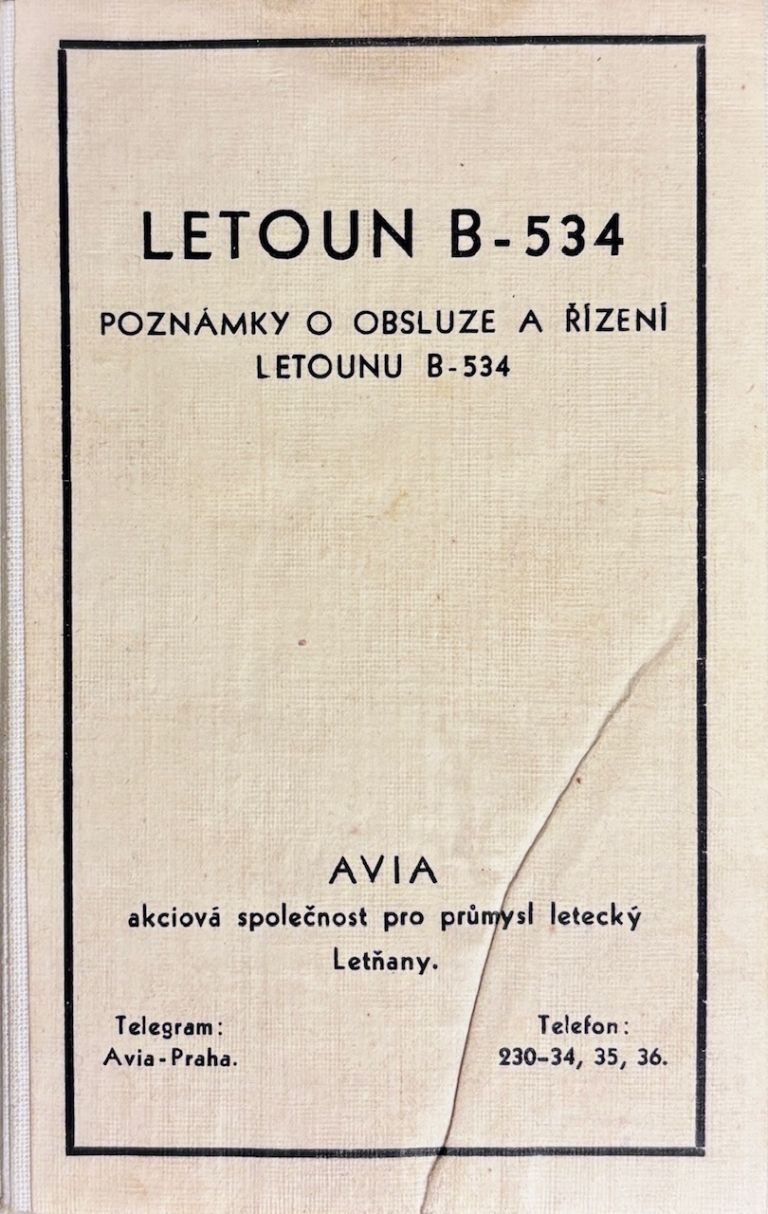 LETOUN B-534
POZNÁMKY O OBSLUZE A ŘÍZENÍ
LETOUNU B-534
AVIA
akciová společnost pro průmysl letecký
Letňany.
Telegram:
Avia-Praha.
Telefon:
230-34, 35, 36.